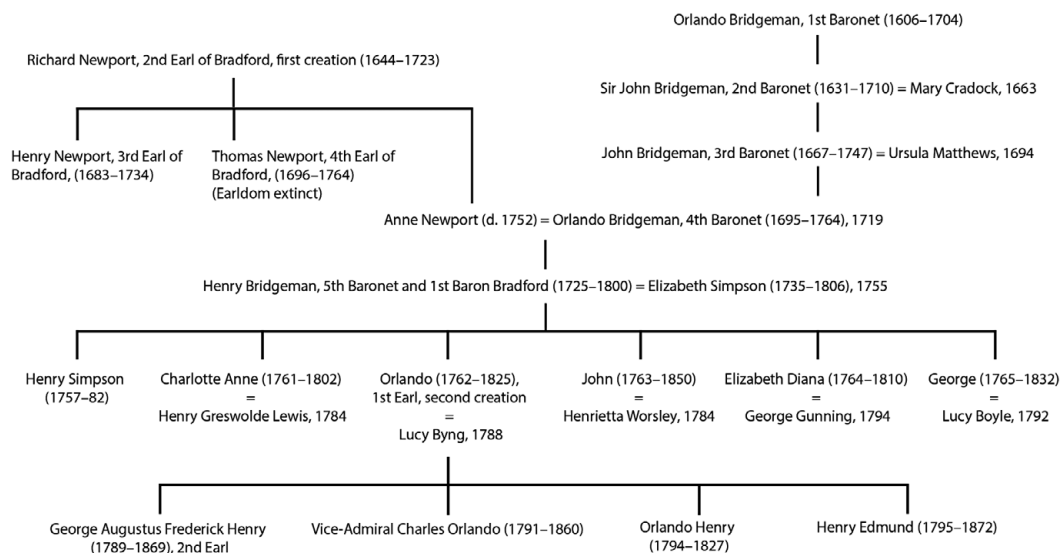 Orlando Bridgeman, 1st Baronet (1606–1704)
Richard Newport, 2nd Earl of Bradford, first creation (1644–1723)
Sir John Bridgeman, 2nd Baronet (1631–1710) = Mary Cradock, 1663
Henry Newport, 3rd Earl of
Bradford, (1683–1734)
Thomas Newport, 4th Earl of
Bradford, (1696–1764)
(Earldom extinct)
John Bridgeman, 3rd Baronet (1667–1747) = Ursula Matthews, 1694
Anne Newport (d. 1752) = Orlando Bridgeman, 4th Baronet (1695–1764), 1719
Henry Bridgeman, 5th Baronet and 1st Baron Bradford (1725–1800) = Elizabeth Simpson (1735–1806), 1755
Henry Simpson
(1757–82)
Charlotte Anne (1761–1802)
=
Henry Greswolde Lewis, 1784
Orlando (1762–1825),
1st Earl, second creation
=
Lucy Byng, 1788
John (1763–1850)
=
Henrietta Worsley, 1784
Elizabeth Diana (1764–1810)
=
George Gunning, 1794
George (1765–1832)
=
Lucy Boyle, 1792
George Augustus Frederick Henry
(1789–1869), 2nd Earl
Vice-Admiral Charles Orlando (1791–1860)
Orlando Henry
(1794–1827)
Henry Edmund (1795–1872)